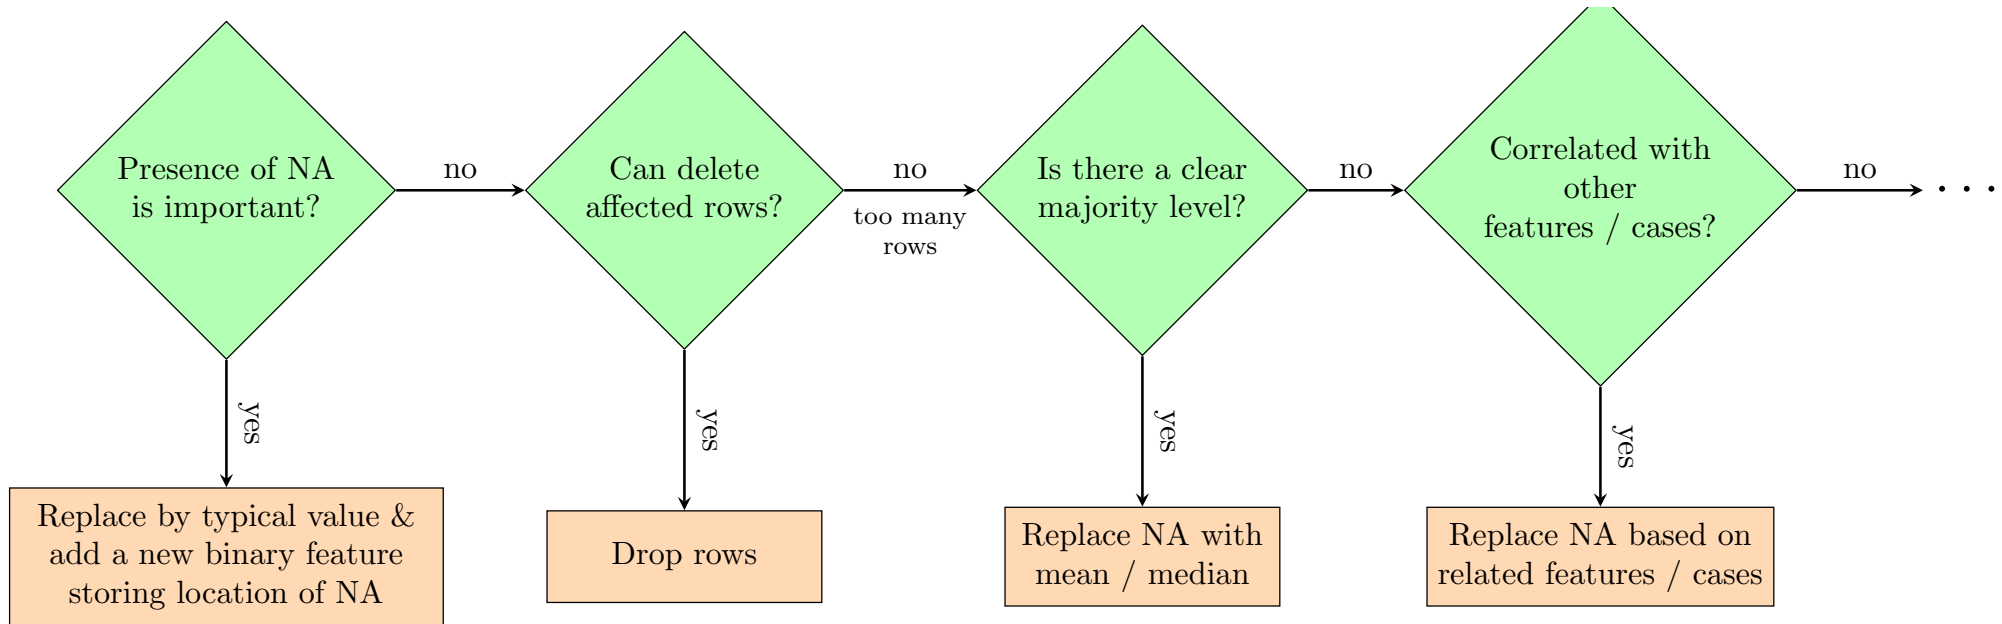 Presence of NA
is important?
no
Can delete
affected rows?
no
too many
rows
Is there a clear
majority level?
no
Correlated with
other
features / cases?
no
· · ·
yes
yes
yes
yes
Replace by typical value &
add a new binary feature
storing location of NA
Drop rows
Replace NA with
mean / median
Replace NA based on
related features / cases